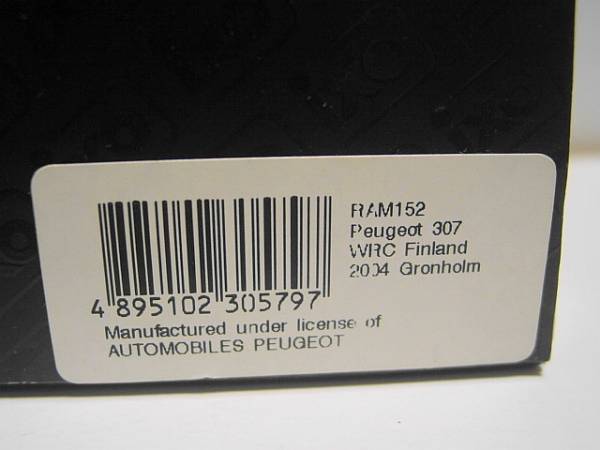 RAM152
Peugeot 307
WRC Finland
2004 Gronholm
4 895102 305797
Manufactured under license of
AUTOMOBILES PEUGEOT